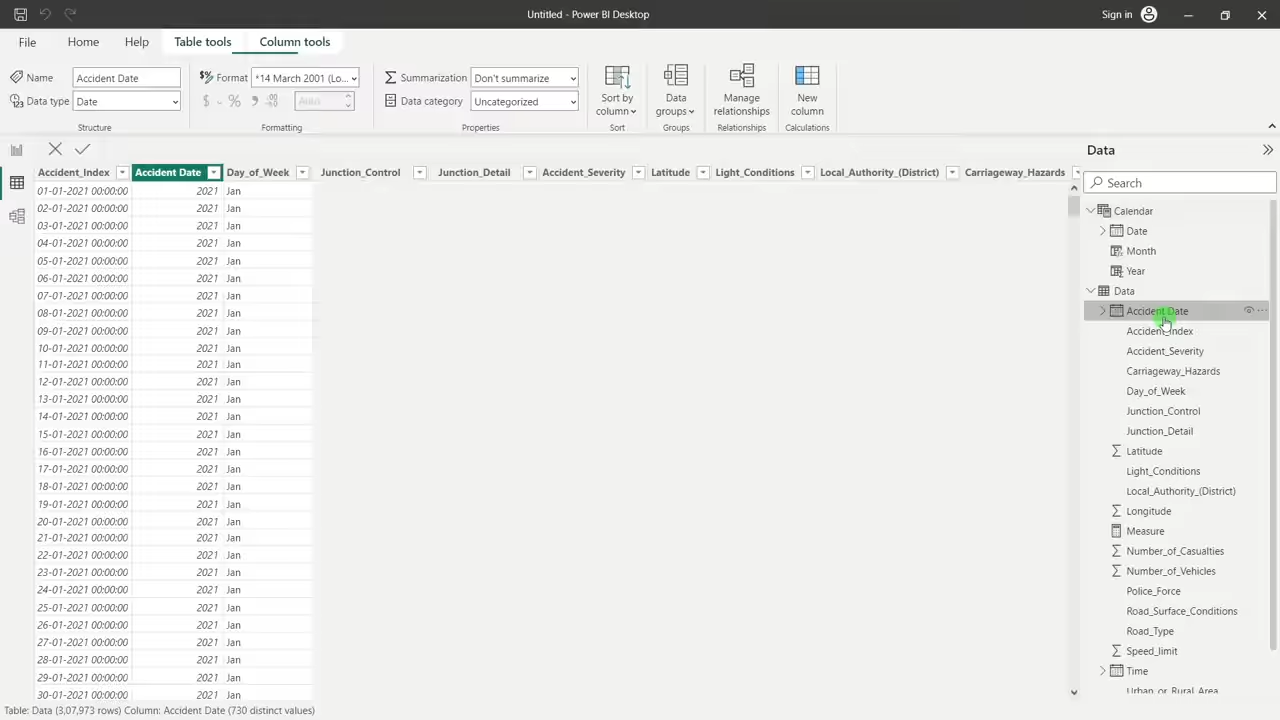 Untitled - Power BI Desktop
Sign in
File Home Help Table tools Column tools
Name Accident Date
Data type Date
Structure
Format *14 March 2001 (Lo...
$ % Auto
Formatting
Summarization Don't summarize
Data category Uncategorized
Properties
Sort by column
Sort
Data groups
Groups
Manage relationships
Relationships
New column
Calculations
Accident_Index Accident Date Day_of_Week Junction_Control Junction_Detail Accident_Severity Latitude Light_Conditions Local_Authority_(District) Carriageway_Hazards
01-01-2021 00:00:00 2021 Jan
02-01-2021 00:00:00 2021 Jan
03-01-2021 00:00:00 2021 Jan
04-01-2021 00:00:00 2021 Jan
05-01-2021 00:00:00 2021 Jan
06-01-2021 00:00:00 2021 Jan
07-01-2021 00:00:00 2021 Jan
08-01-2021 00:00:00 2021 Jan
09-01-2021 00:00:00 2021 Jan
10-01-2021 00:00:00 2021 Jan
11-01-2021 00:00:00 2021 Jan
12-01-2021 00:00:00 2021 Jan
13-01-2021 00:00:00 2021 Jan
14-01-2021 00:00:00 2021 Jan
15-01-2021 00:00:00 2021 Jan
16-01-2021 00:00:00 2021 Jan
17-01-2021 00:00:00 2021 Jan
18-01-2021 00:00:00 2021 Jan
19-01-2021 00:00:00 2021 Jan
20-01-2021 00:00:00 2021 Jan
21-01-2021 00:00:00 2021 Jan
22-01-2021 00:00:00 2021 Jan
23-01-2021 00:00:00 2021 Jan
24-01-2021 00:00:00 2021 Jan
25-01-2021 00:00:00 2021 Jan
26-01-2021 00:00:00 2021 Jan
27-01-2021 00:00:00 2021 Jan
28-01-2021 00:00:00 2021 Jan
29-01-2021 00:00:00 2021 Jan
30-01-2021 00:00:00 2021 Jan
Data
Search
Calendar
Date
Month
Year
Data
Accident Date
Accident_Index
Accident_Severity
Carriageway_Hazards
Day_of_Week
Junction_Control
Junction_Detail
Latitude
Light_Conditions
Local_Authority_(District)
Longitude
Measure
Number_of_Casualties
Number_of_Vehicles
Police_Force
Road_Surface_Conditions
Road_Type
Speed_limit
Time
Urban_or_Rural_Area
Table: Data (3,07,973 rows) Column: Accident Date (730 distinct values)